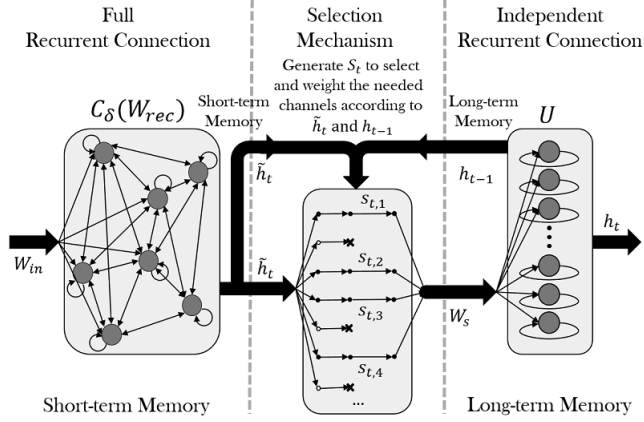 Full
Recurrent Connection
Selection
Mechanism
Independent
Recurrent Connection
Generate S_t to select
and weight the needed
channels according to
h̃_t and h_{t-1}
C_δ(W_rec)
Short-term
Memory
Long-term
Memory
U
h̃_t
h_{t-1}
S_{t,1}
h_t
W_in
h̃_t
S_{t,2}
S_{t,3}
W_s
S_{t,4}
...
Short-term Memory
Long-term Memory